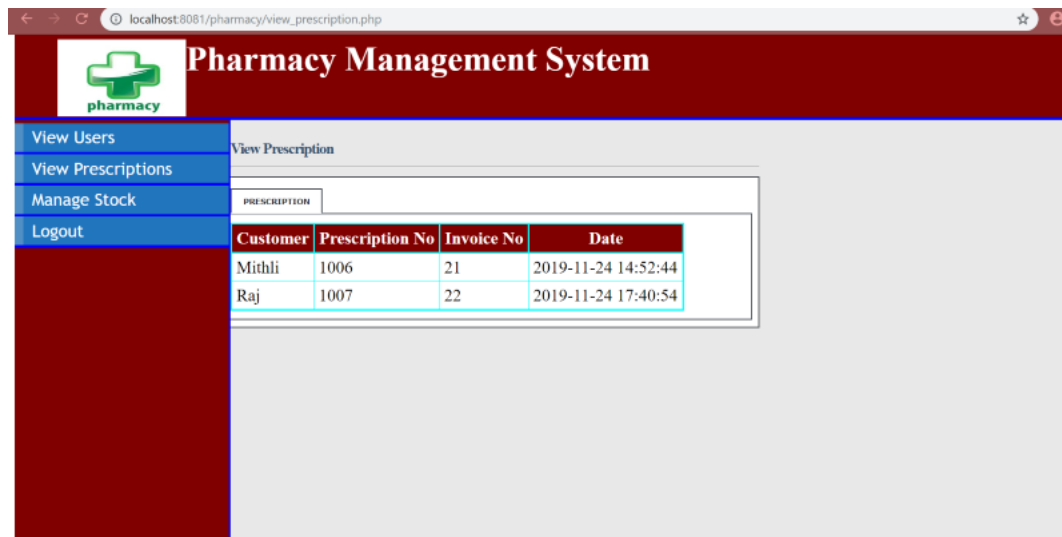 localhost:8081/pharmacy/view_prescription.php
Pharmacy Management System
pharmacy
View Users
View Prescriptions
Manage Stock
Logout
View Prescription
PRESCRIPTION
Customer Prescription No Invoice No Date
Mithli 1006 21 2019-11-24 14:52:44
Raj 1007 22 2019-11-24 17:40:54